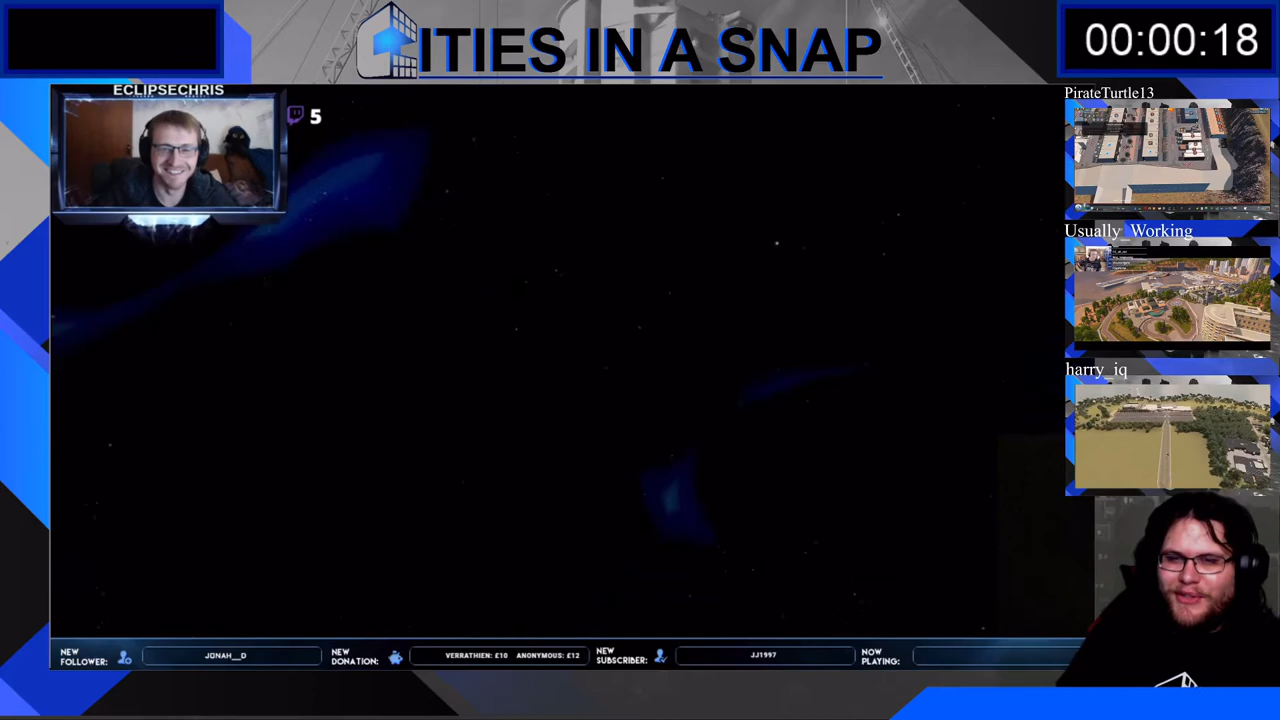 CITIES IN A SNAP
00:00:18
ECLIPSECHRIS
5
PirateTurtle13
Usually_Working
harry_iq
NEW FOLLOWER:
JONAH__D
NEW DONATION:
VERRATHIEN: £10 ANONYMOUS: £12
NEW SUBSCRIBER:
JJ1997
NOW PLAYING: